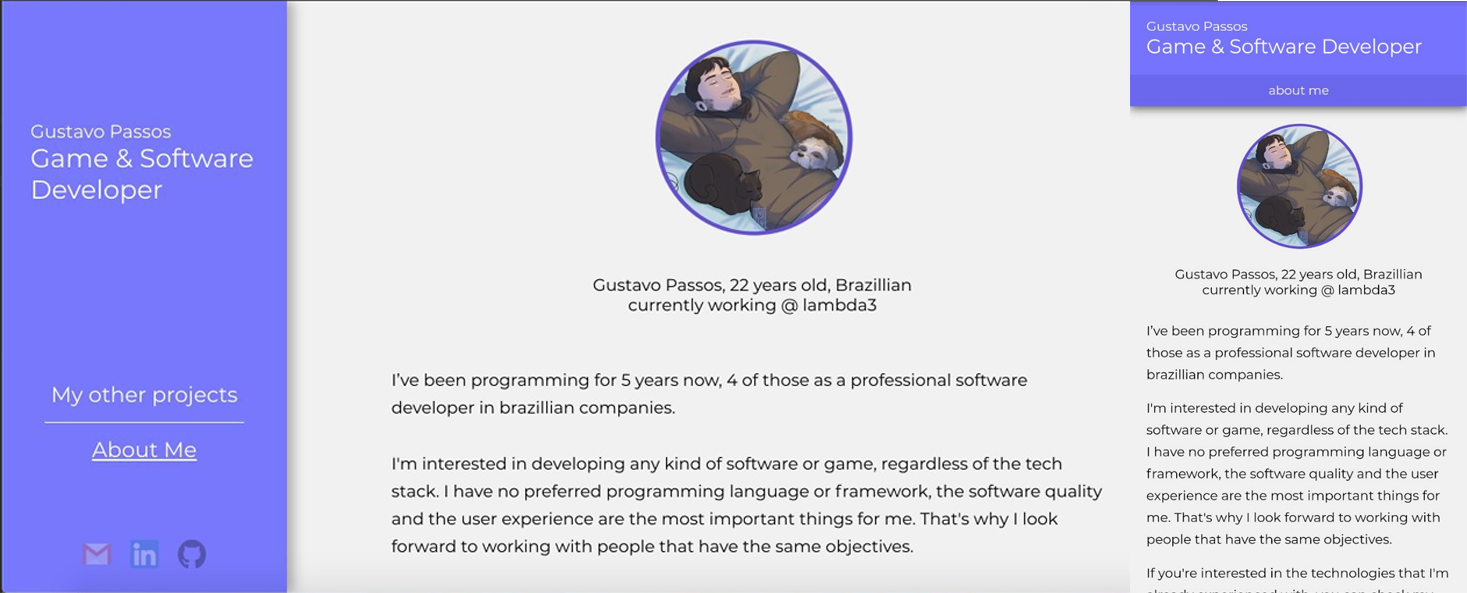 Gustavo Passos
Game & Software
Developer
My other projects
About Me
in
Gustavo Passos, 22 years old, Brazillian
currently working @ lambda3
I've been programming for 5 years now, 4 of those as a professional software
developer in brazillian companies.
I'm interested in developing any kind of software or game, regardless of the tech
stack. I have no preferred programming language or framework, the software quality
and the user experience are the most important things for me. That's why I look
forward to working with people that have the same objectives.
Gustavo Passos
Game & Software Developer
about me
Gustavo Passos, 22 years old, Brazillian
currently working @ lambda3
I've been programming for 5 years now, 4 of
those as a professional software developer in
brazillian companies.
I'm interested in developing any kind of
software or game, regardless of the tech stack.
I have no preferred programming language or
framework, the software quality and the user
experience are the most important things for
me. That's why I look forward to working with
people that have the same objectives.
If you're interested in the technologies that I'm